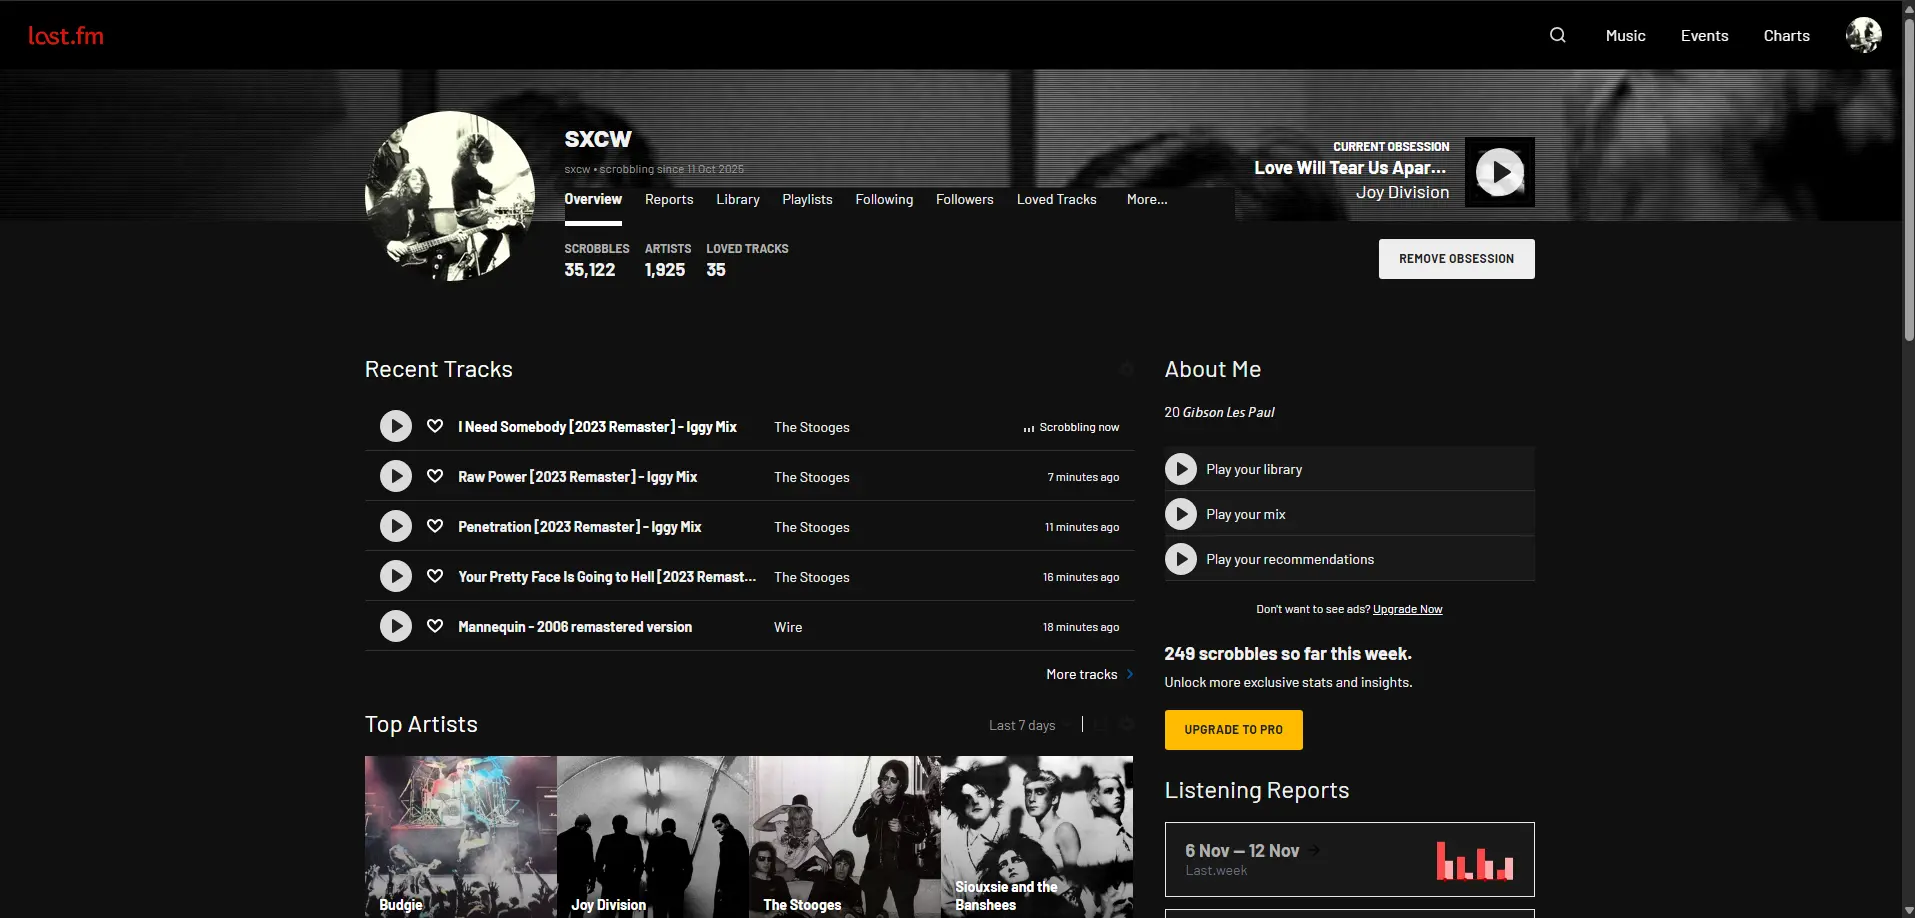 last.fm
Music
Events
Charts
sxcw
sxcw • scrobbling since 11 Oct 2025
Overview
Reports
Library
Playlists
Following
Followers
Loved Tracks
More...
SCROBBLES
35,122
ARTISTS
1,925
LOVED TRACKS
35
CURRENT OBSESSION
Love Will Tear Us Apar...
Joy Division
REMOVE OBSESSION
Recent Tracks
I Need Somebody [2023 Remaster] - Iggy Mix
The Stooges
Scrobbling now
Raw Power [2023 Remaster] - Iggy Mix
The Stooges
7 minutes ago
Penetration [2023 Remaster] - Iggy Mix
The Stooges
11 minutes ago
Your Pretty Face Is Going to Hell [2023 Remast...
The Stooges
16 minutes ago
Mannequin - 2006 remastered version
Wire
18 minutes ago
More tracks
Top Artists
Last 7 days
Budgie
Joy Division
The Stooges
Siouxsie and the
Banshees
About Me
20 Gibson Les Paul
Play your library
Play your mix
Play your recommendations
Don't want to see ads? Upgrade Now
249 scrobbles so far this week.
Unlock more exclusive stats and insights.
UPGRADE TO PRO
Listening Reports
6 Nov — 12 Nov
Last.week